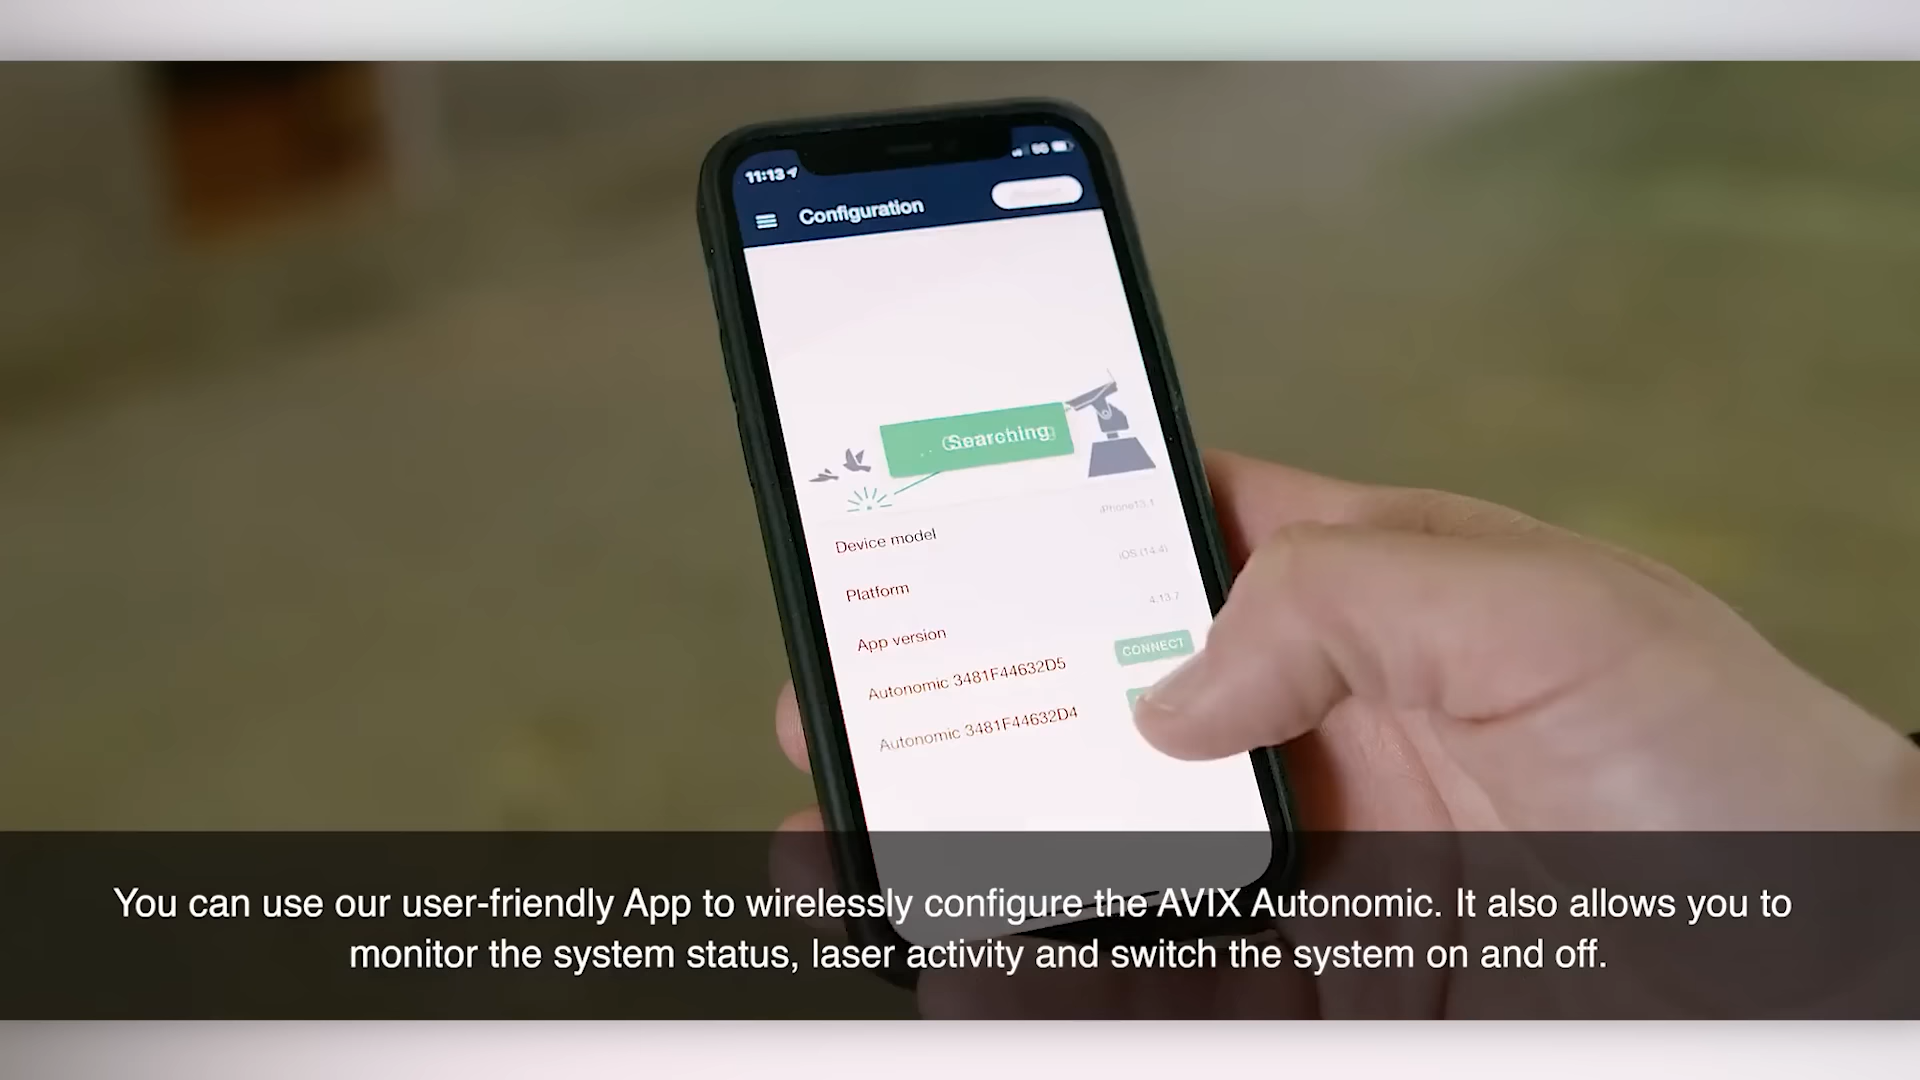 11:13
Configuration
Searching
Device model
iPhone13,1
Platform
iOS (14.4)
App version
4.13.7
Autonomic 3481F44632D5
CONNECT
Autonomic 3481F44632D4
You can use our user-friendly App to wirelessly configure the AVIX Autonomic. It also allows you to
monitor the system status, laser activity and switch the system on and off.